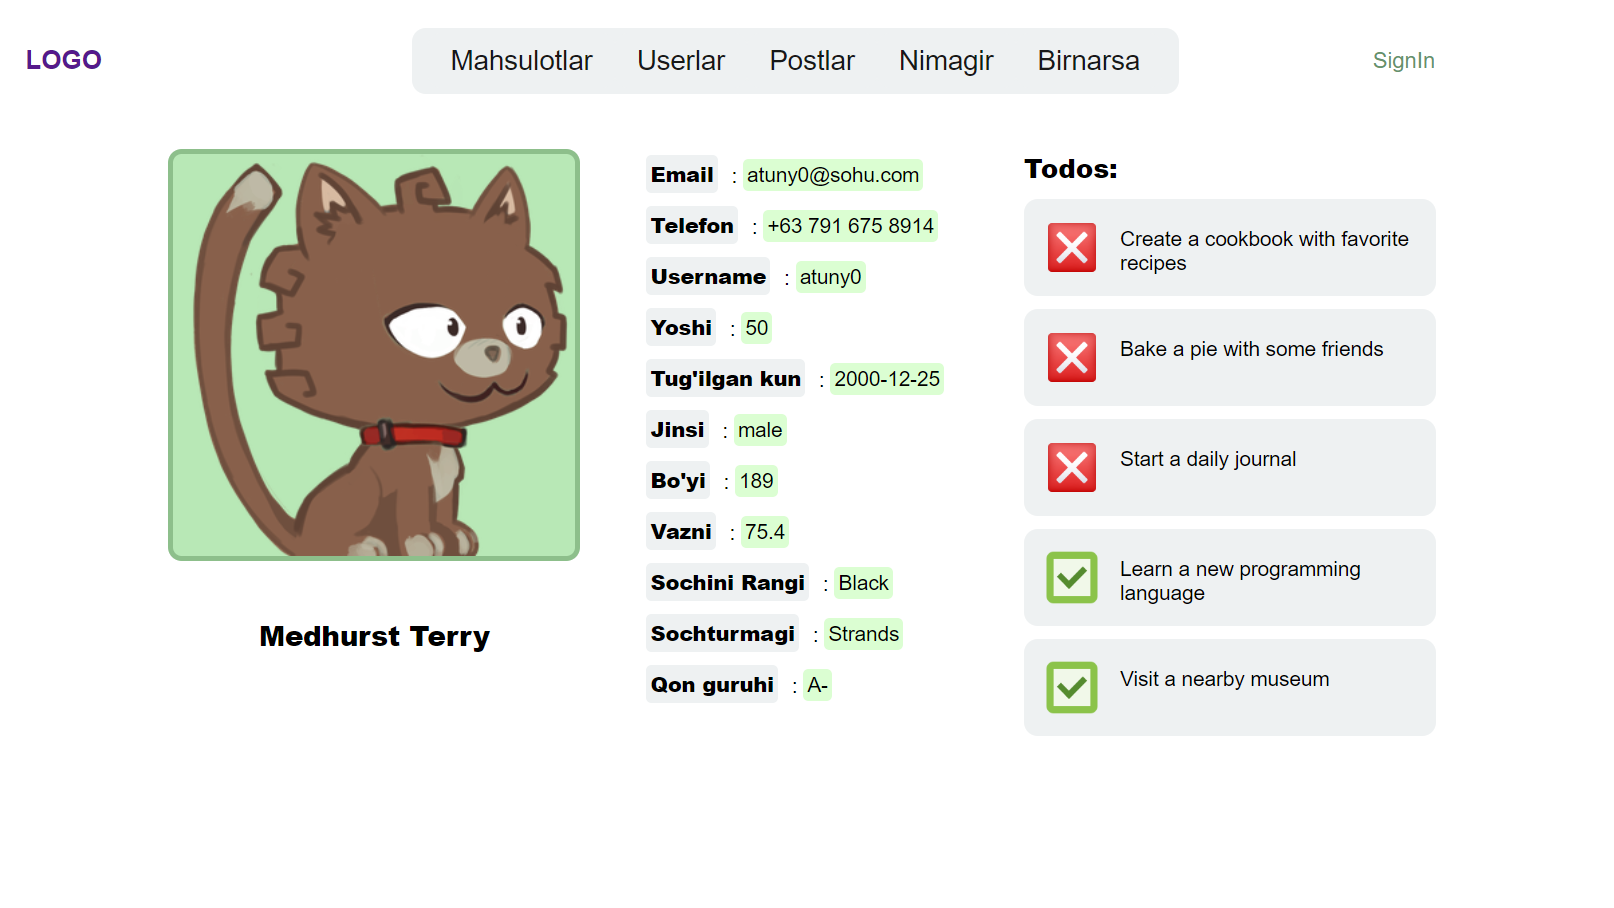 LOGO
Mahsulotlar Userlar Postlar Nimagir Birnarsa
SignIn
Medhurst Terry
Email : atuny0@sohu.com
Telefon : +63 791 675 8914
Username : atuny0
Yoshi : 50
Tug'ilgan kun : 2000-12-25
Jinsi : male
Bo'yi : 189
Vazni : 75.4
Sochini Rangi : Black
Sochturmagi : Strands
Qon guruhi : A-
Todos:
Create a cookbook with favorite
recipes
Bake a pie with some friends
Start a daily journal
Learn a new programming
language
Visit a nearby museum